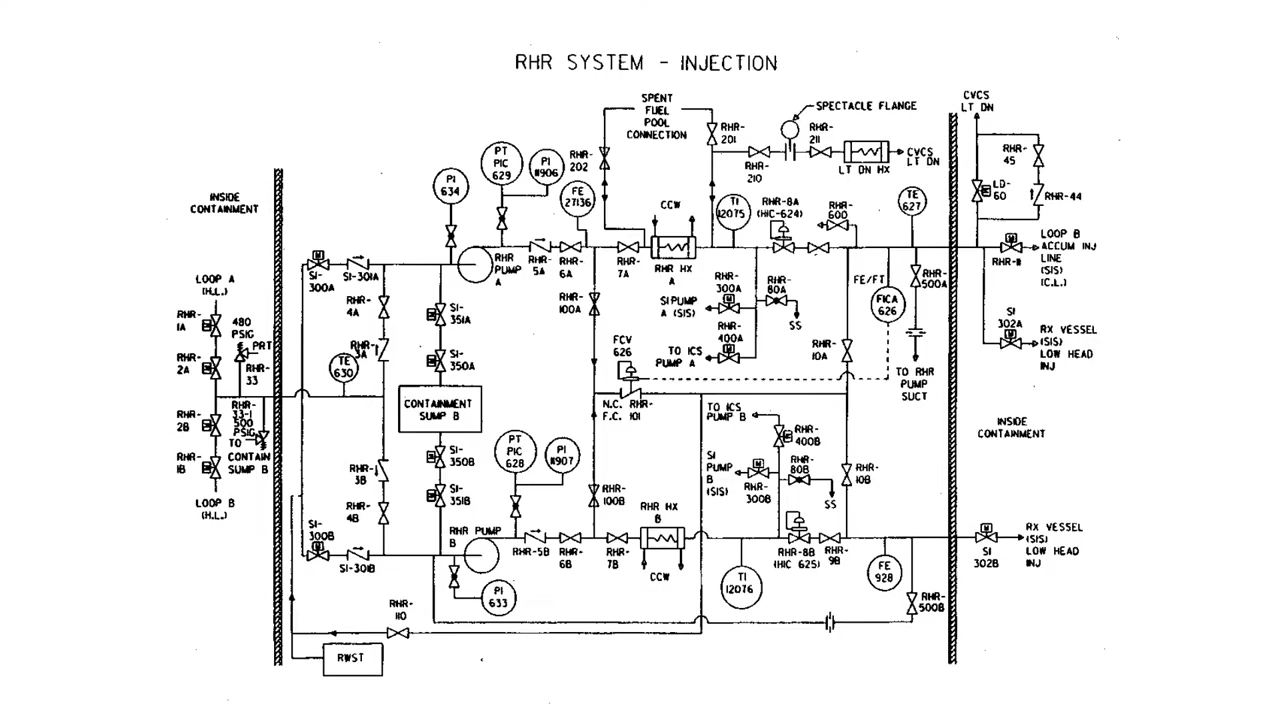 RHR SYSTEM - INJECTION
CVCS
LT DN
SPENT
FUEL
POOL
CONNECTION
SPECTACLE FLANGE
RHR-
201
RHR-
211
RHR-
45
PT
PIC
629
PI
11906
RHR-
202
CVCS
LT DN
RHR-
210
LT DN HX
PI
634
LD-
60
RHR-44
INSIDE
CONTAINMENT
FE
27136
CCW
TI
12075
RHR-8A
(HIC-624)
RHR-
600
TE
627
LOOP B
ACCUM INJ
LINE
(SIS)
(C.L.)
RHR-11
RHR
PUMP
A
RHR-
5A
RHR-
6A
RHR-
7A
RHR HX
A
SI-
300A
SI-301A
LOOP A
(H.L.)
RHR-
300A
RHR-
80A
FE/FT
RHR-
500A
RHR-
4A
SI-
351A
RHR-
100A
SI PUMP
A (SIS)
SS
FICA
626
RHR-
1A
480
PSIG
PRT
RHR-
400A
SI
302A
RX VESSEL
(SIS)
LOW HEAD
INJ
RHR-
3A
FCV
626
TO ICS
PUMP A
RHR-
10A
RHR-
2A
RHR-
33
TE
630
SI-
350A
TO RHR
PUMP
SUCT
CONTAINMENT
SUMP B
N.C.
F.C.
RHR-
101
TO ICS
PUMP B
RHR-
2B
RHR-
33-1
500
PSIG
TO
CONTAIN
SUMP B
INSIDE
CONTAINMENT
RHR-
400B
PT
PIC
628
PI
11907
SI
PUMP
B
(SIS)
RHR-
80B
RHR-
1B
RHR-
3B
SI-
350B
RHR-
10B
RHR-
300B
SS
LOOP B
(H.L.)
RHR-
4B
SI-
351B
RHR-
100B
RHR HX
B
SI-
300B
RHR PUMP
B
RX VESSEL
(SIS)
LOW HEAD
INJ
SI-301B
RHR-5B
RHR-
6B
RHR-
7B
CCW
RHR-8B
(HIC 625)
RHR-
9B
SI
302B
PI
633
TI
12076
FE
928
RHR-
500B
RHR-
110
RWST